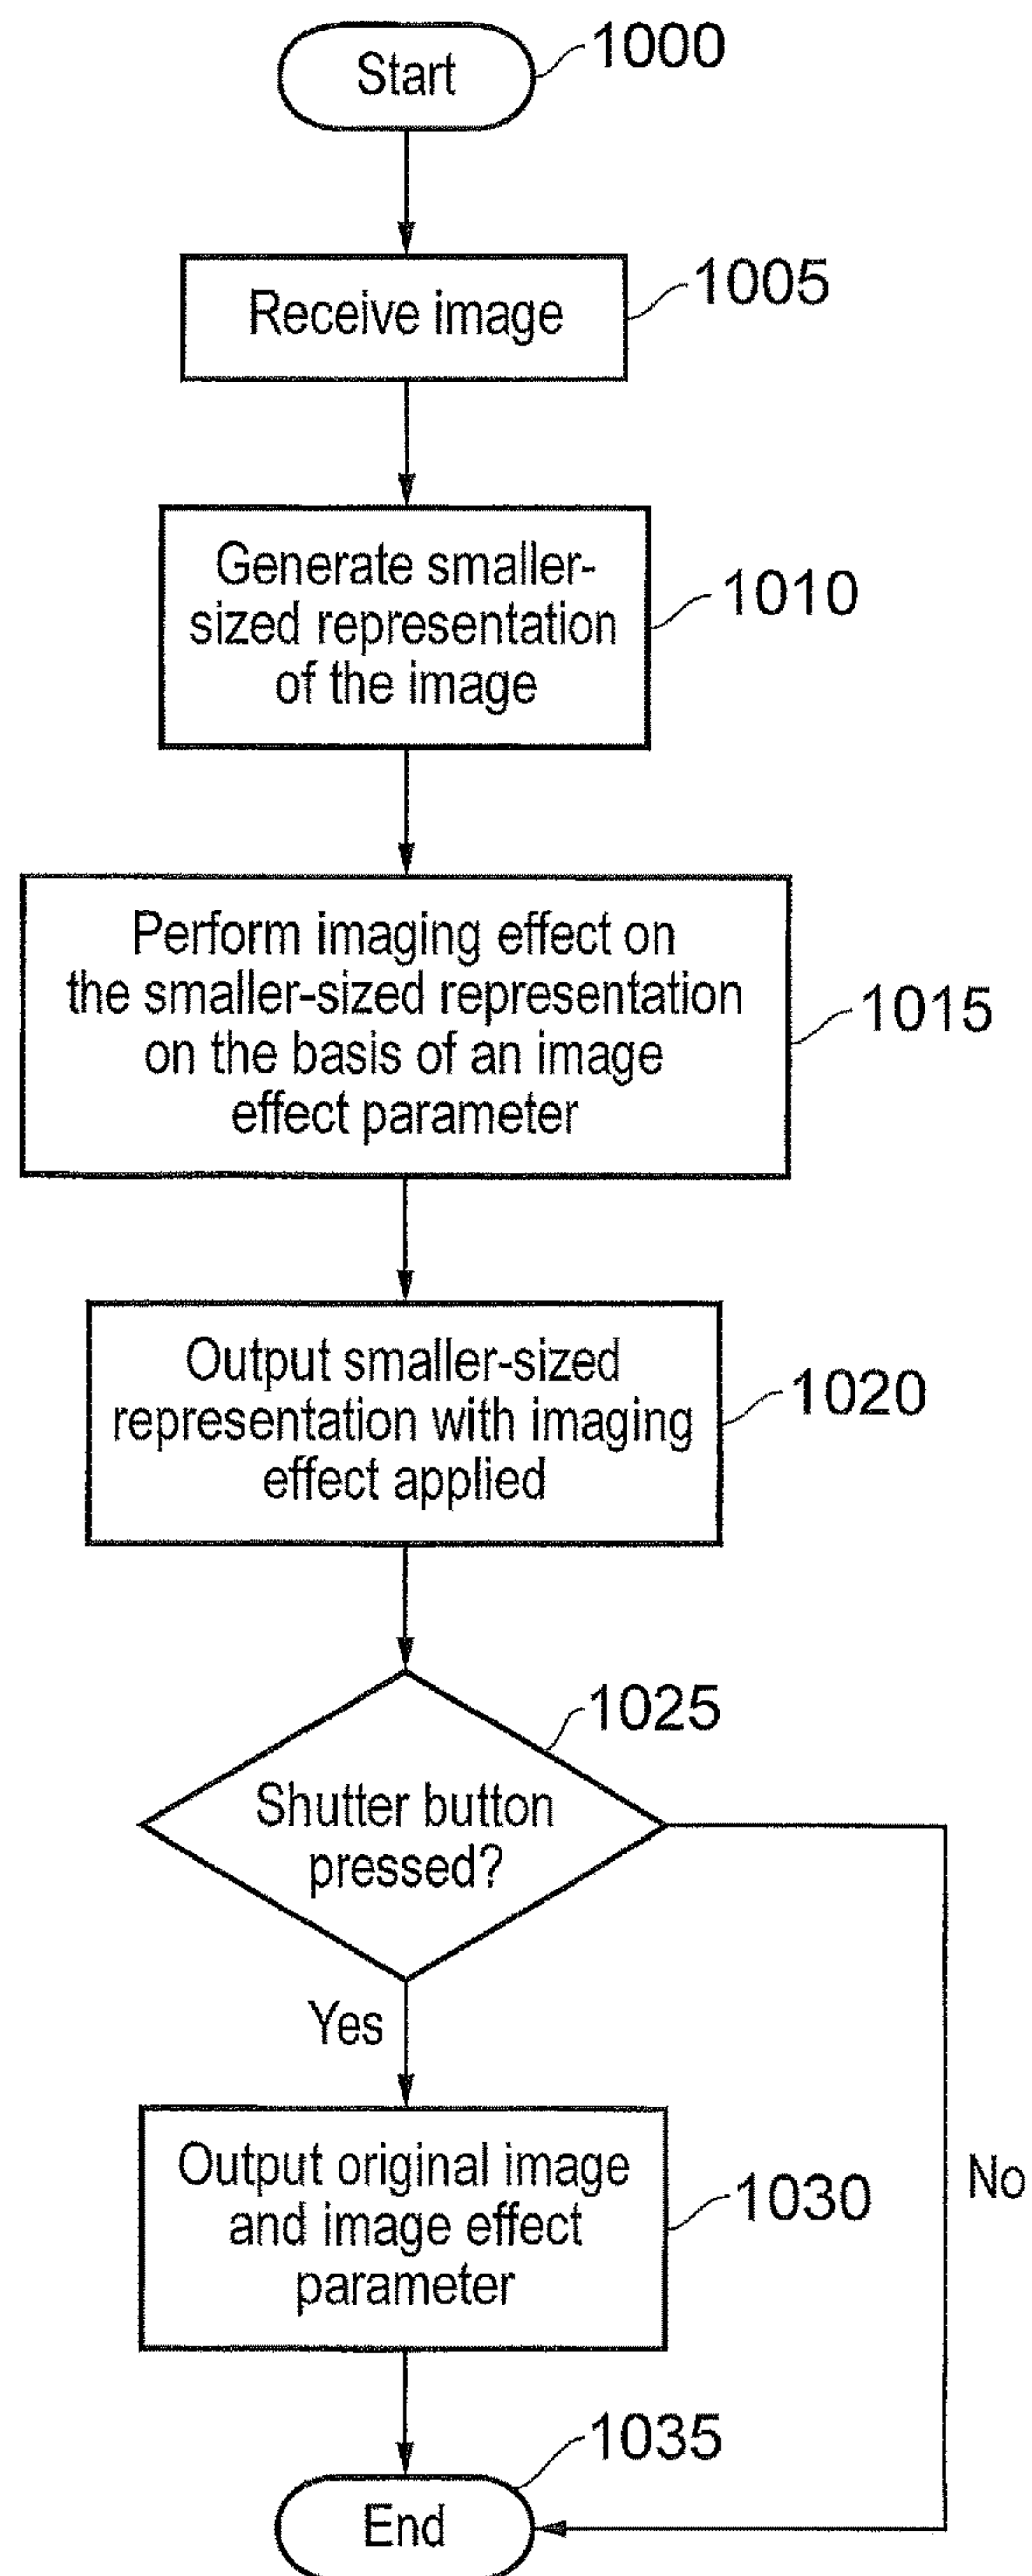 Start
1000
Receive image
1005
Generate smaller-
sized representation
of the image
1010
Perform imaging effect on
the smaller-sized representation
on the basis of an image
effect parameter
1015
Output smaller-sized
representation with imaging
effect applied
1020
1025
Shutter button
pressed?
Yes
No
Output original image
and image effect
parameter
1030
1035
End